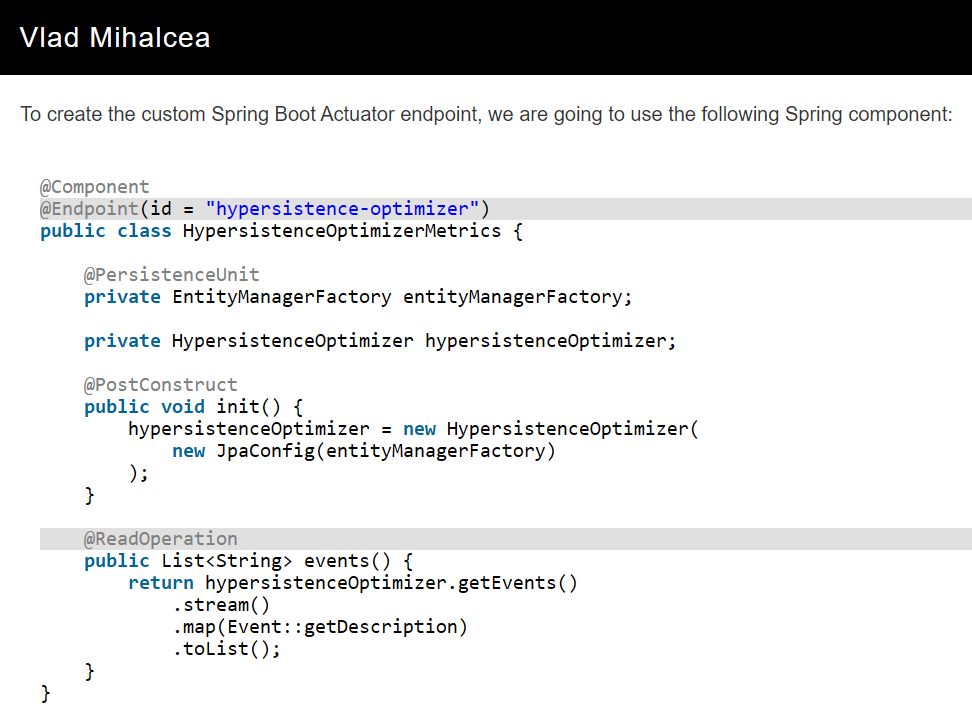 Vlad Mihalcea
To create the custom Spring Boot Actuator endpoint, we are going to use the following Spring component:
@Component
@Endpoint(id = "hypersistence-optimizer")
public class HypersistenceOptimizerMetrics {
@PersistenceUnit
private EntityManagerFactory entityManagerFactory;
private HypersistenceOptimizer hypersistenceOptimizer;
@PostConstruct
public void init() {
hypersistenceOptimizer = new HypersistenceOptimizer(
new JpaConfig(entityManagerFactory)
);
}
@ReadOperation
public List<String> events() {
return hypersistenceOptimizer.getEvents()
.stream()
.map(Event::getDescription)
.toList();
}
}